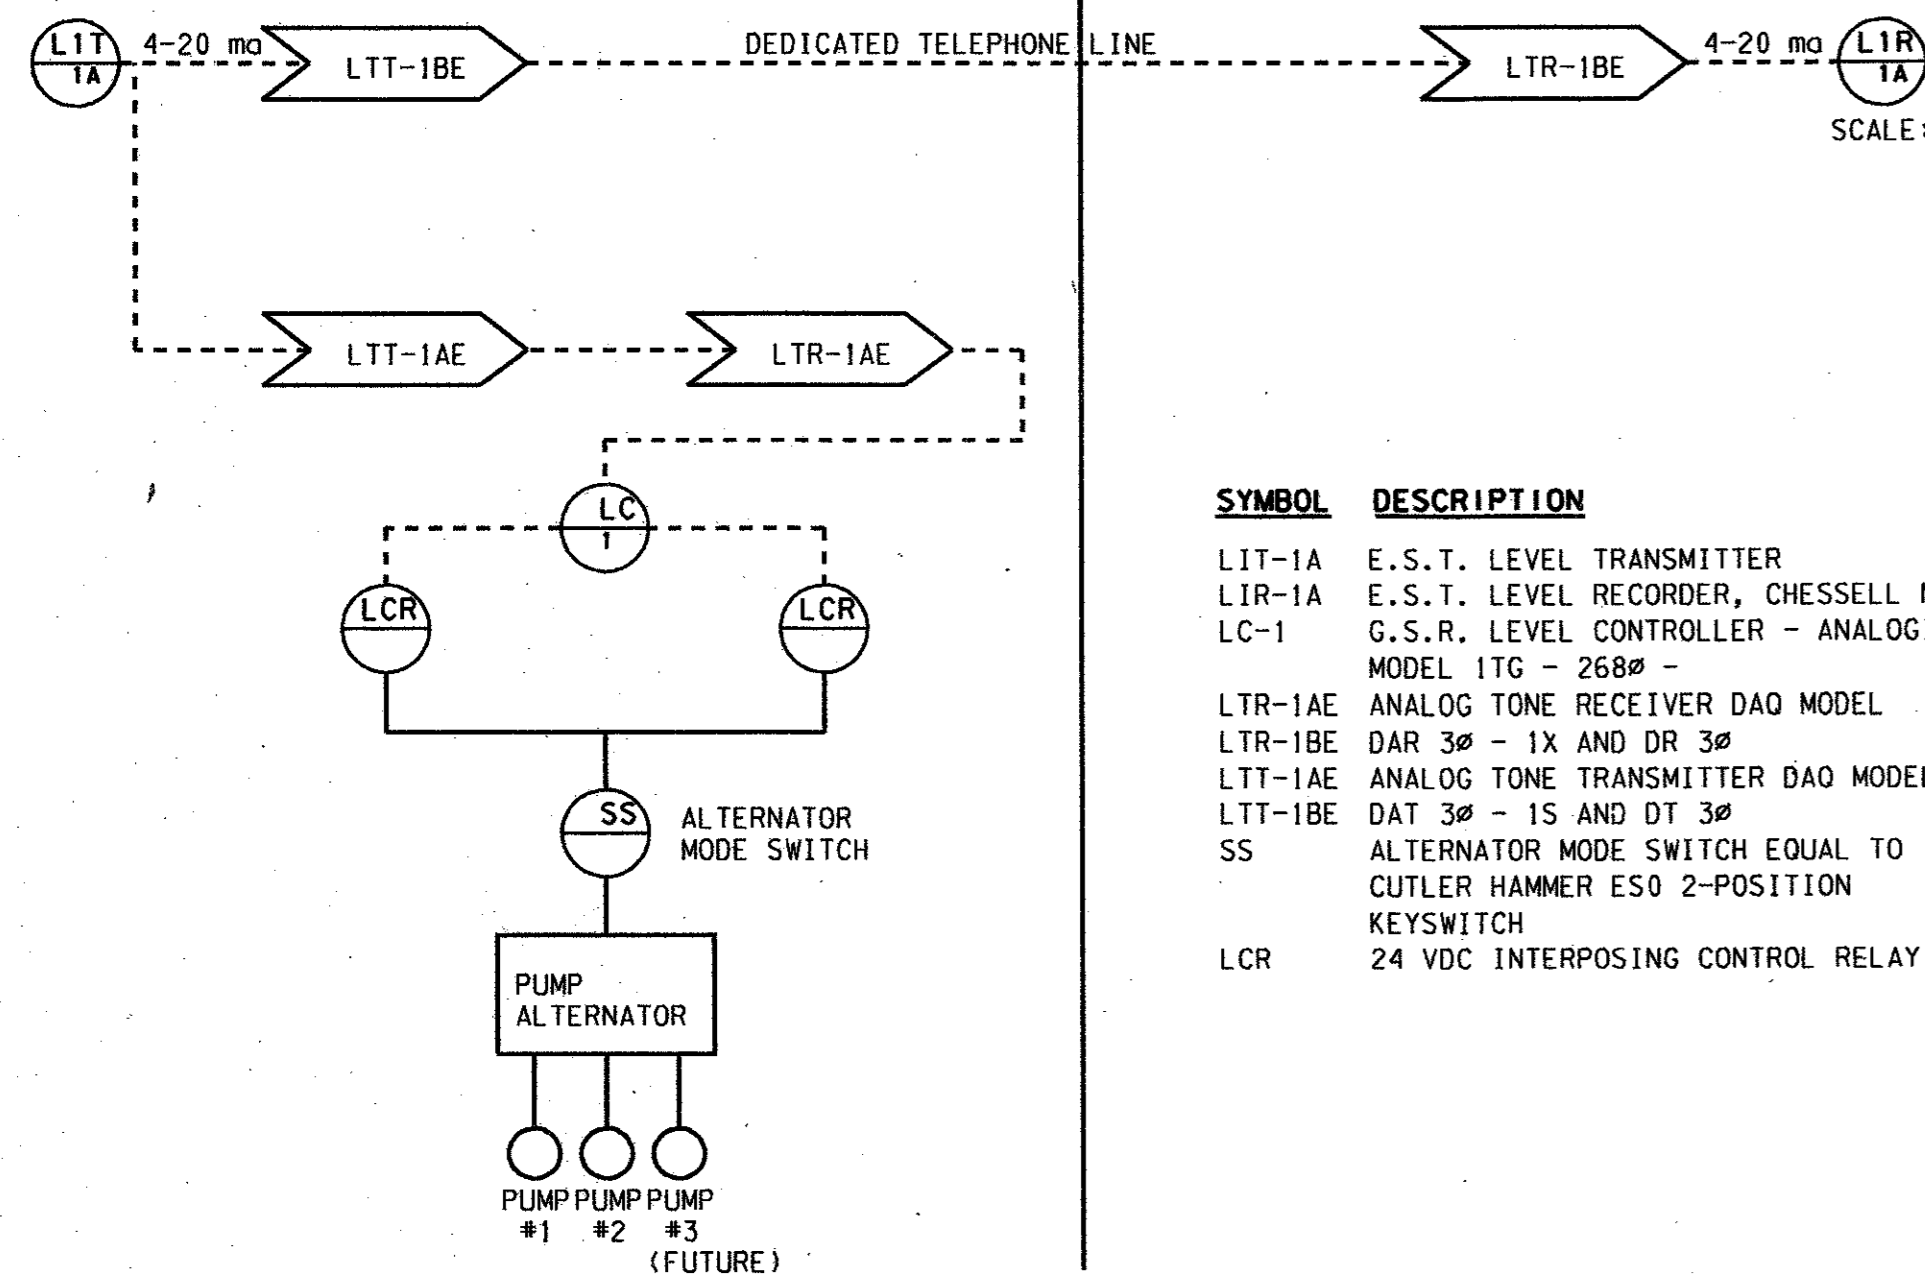 L1T 4-20 ma LTT-1BE DEDICATED TELEPHONE LINE LTR-1BE 4-20 ma L1R
1A 1A
SCALE:
LTT-1AE LTR-1AE
LC
1
LCR LCR
SS ALTERNATOR
MODE SWITCH
PUMP
ALTERNATOR
PUMP PUMP PUMP
#1 #2 #3
(FUTURE)
SYMBOL DESCRIPTION
LIT-1A E.S.T. LEVEL TRANSMITTER
LIR-1A E.S.T. LEVEL RECORDER, CHESSELL
LC-1 G.S.R. LEVEL CONTROLLER - ANALOG
MODEL 1TG - 268ø -
LTR-1AE ANALOG TONE RECEIVER DAQ MODEL
LTR-1BE DAR 3ø - 1X AND DR 3ø
LTT-1AE ANALOG TONE TRANSMITTER DAQ MODEL
LTT-1BE DAT 3ø - 1S AND DT 3ø
SS ALTERNATOR MODE SWITCH EQUAL TO
CUTLER HAMMER ES0 2-POSITION
KEYSWITCH
LCR 24 VDC INTERPOSING CONTROL RELAY